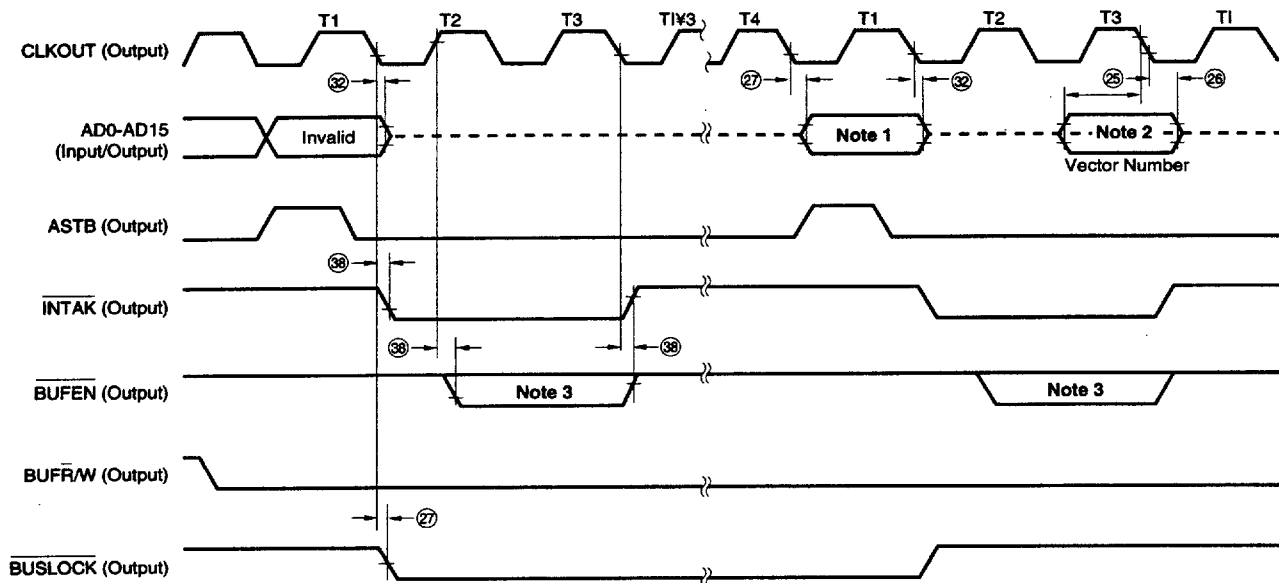 T1 T2 T3 TI¥3 T4 T1 T2 T3 TI
CLKOUT (Output)
32 27 32 25 26
AD0-AD15
(Input/Output)
Invalid Note 1 Note 2
Vector Number
ASTB (Output)
38
INTAK (Output)
38 38
BUFEN (Output) Note 3 Note 3
BUFR/W (Output)
27
BUSLOCK (Output)